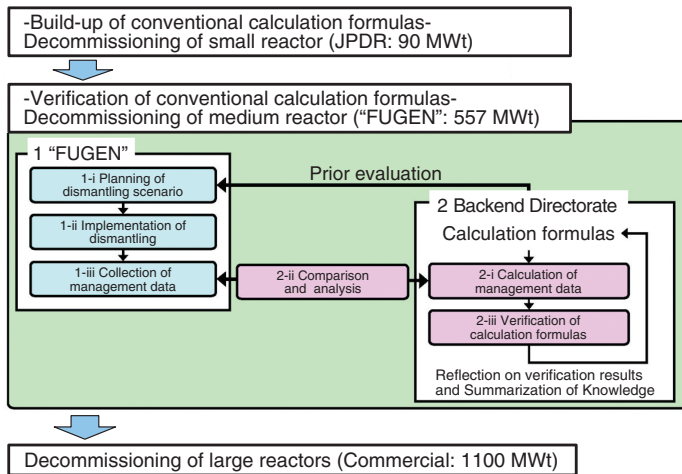 -Build-up of conventional calculation formulas-
Decommissioning of small reactor (JPDR: 90 MWt)
-Verification of conventional calculation formulas-
Decommissioning of medium reactor (“FUGEN”: 557 MWt)
1 “FUGEN”
1-i Planning of
dismantling scenario
1-ii Implementation of
dismantling
1-iii Collection of
management data
Prior evaluation
2-ii Comparison
and analysis
2 Backend Directorate
Calculation formulas
2-i Calculation of
management data
2-iii Verification of
calculation formulas
Reflection on verification results
and Summarization of Knowledge
Decommissioning of large reactors (Commercial: 1100 MWt)